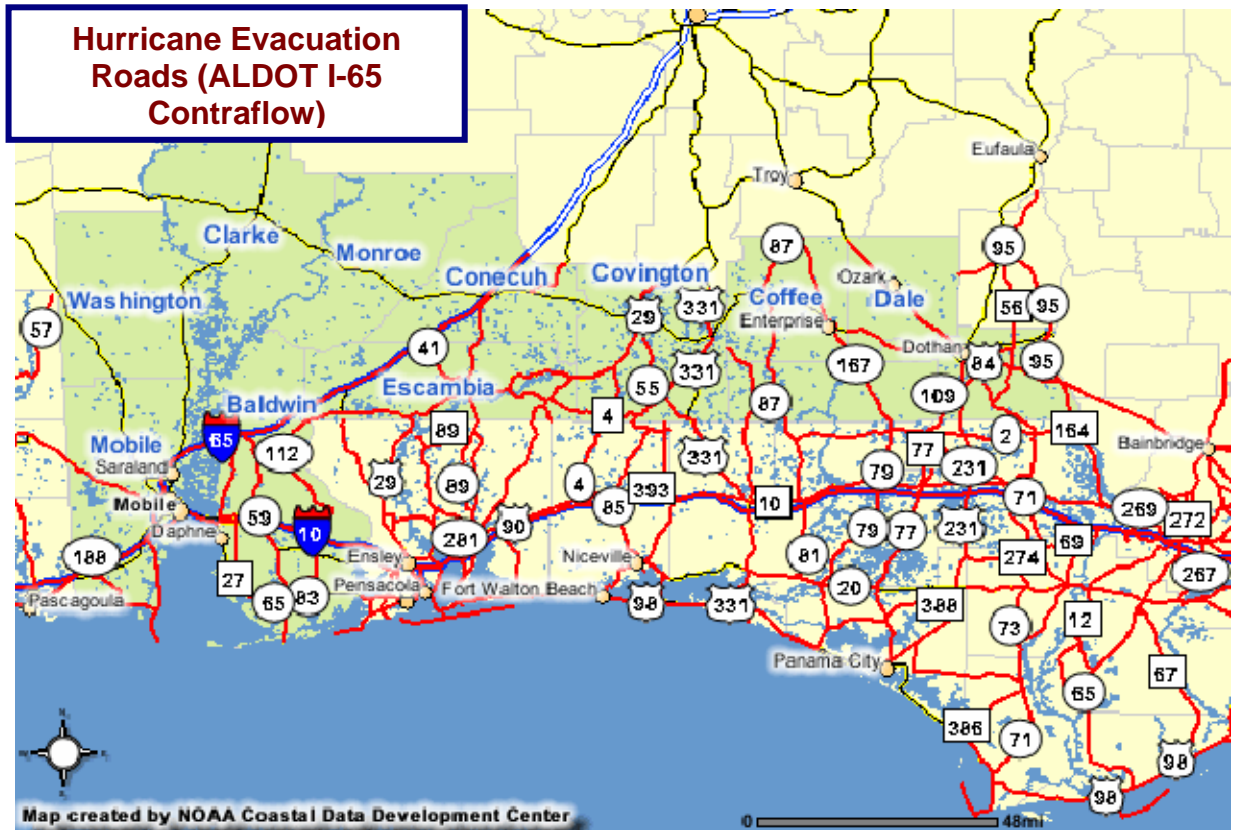 Hurricane Evacuation
Roads (ALDOT I-65
Contraflow)
Eufaula
Troy
Clarke
Monroe
87
95
Conecuh
Covington
Ozark
Dale
Washington
Coffee
331
56
95
57
29
Enterprise
41
Dothan
84
95
331
167
Escambia
55
109
Baldwin
87
4
65
89
2
164
Mobile
112
77
Bainbridge
331
231
Saraland
29
89
79
4
393
10
71
Mobile
59
85
269
272
Daphne
10
281
90
79
77
231
188
Ensley
Niceville
81
274
69
267
27
Pensacola
Fort Walton Beach
20
Pascagoula
65
83
98
331
388
12
73
Panama City
67
65
386
71
98
98
N
Map created by NOAA Coastal Data Development Center
0
48mi